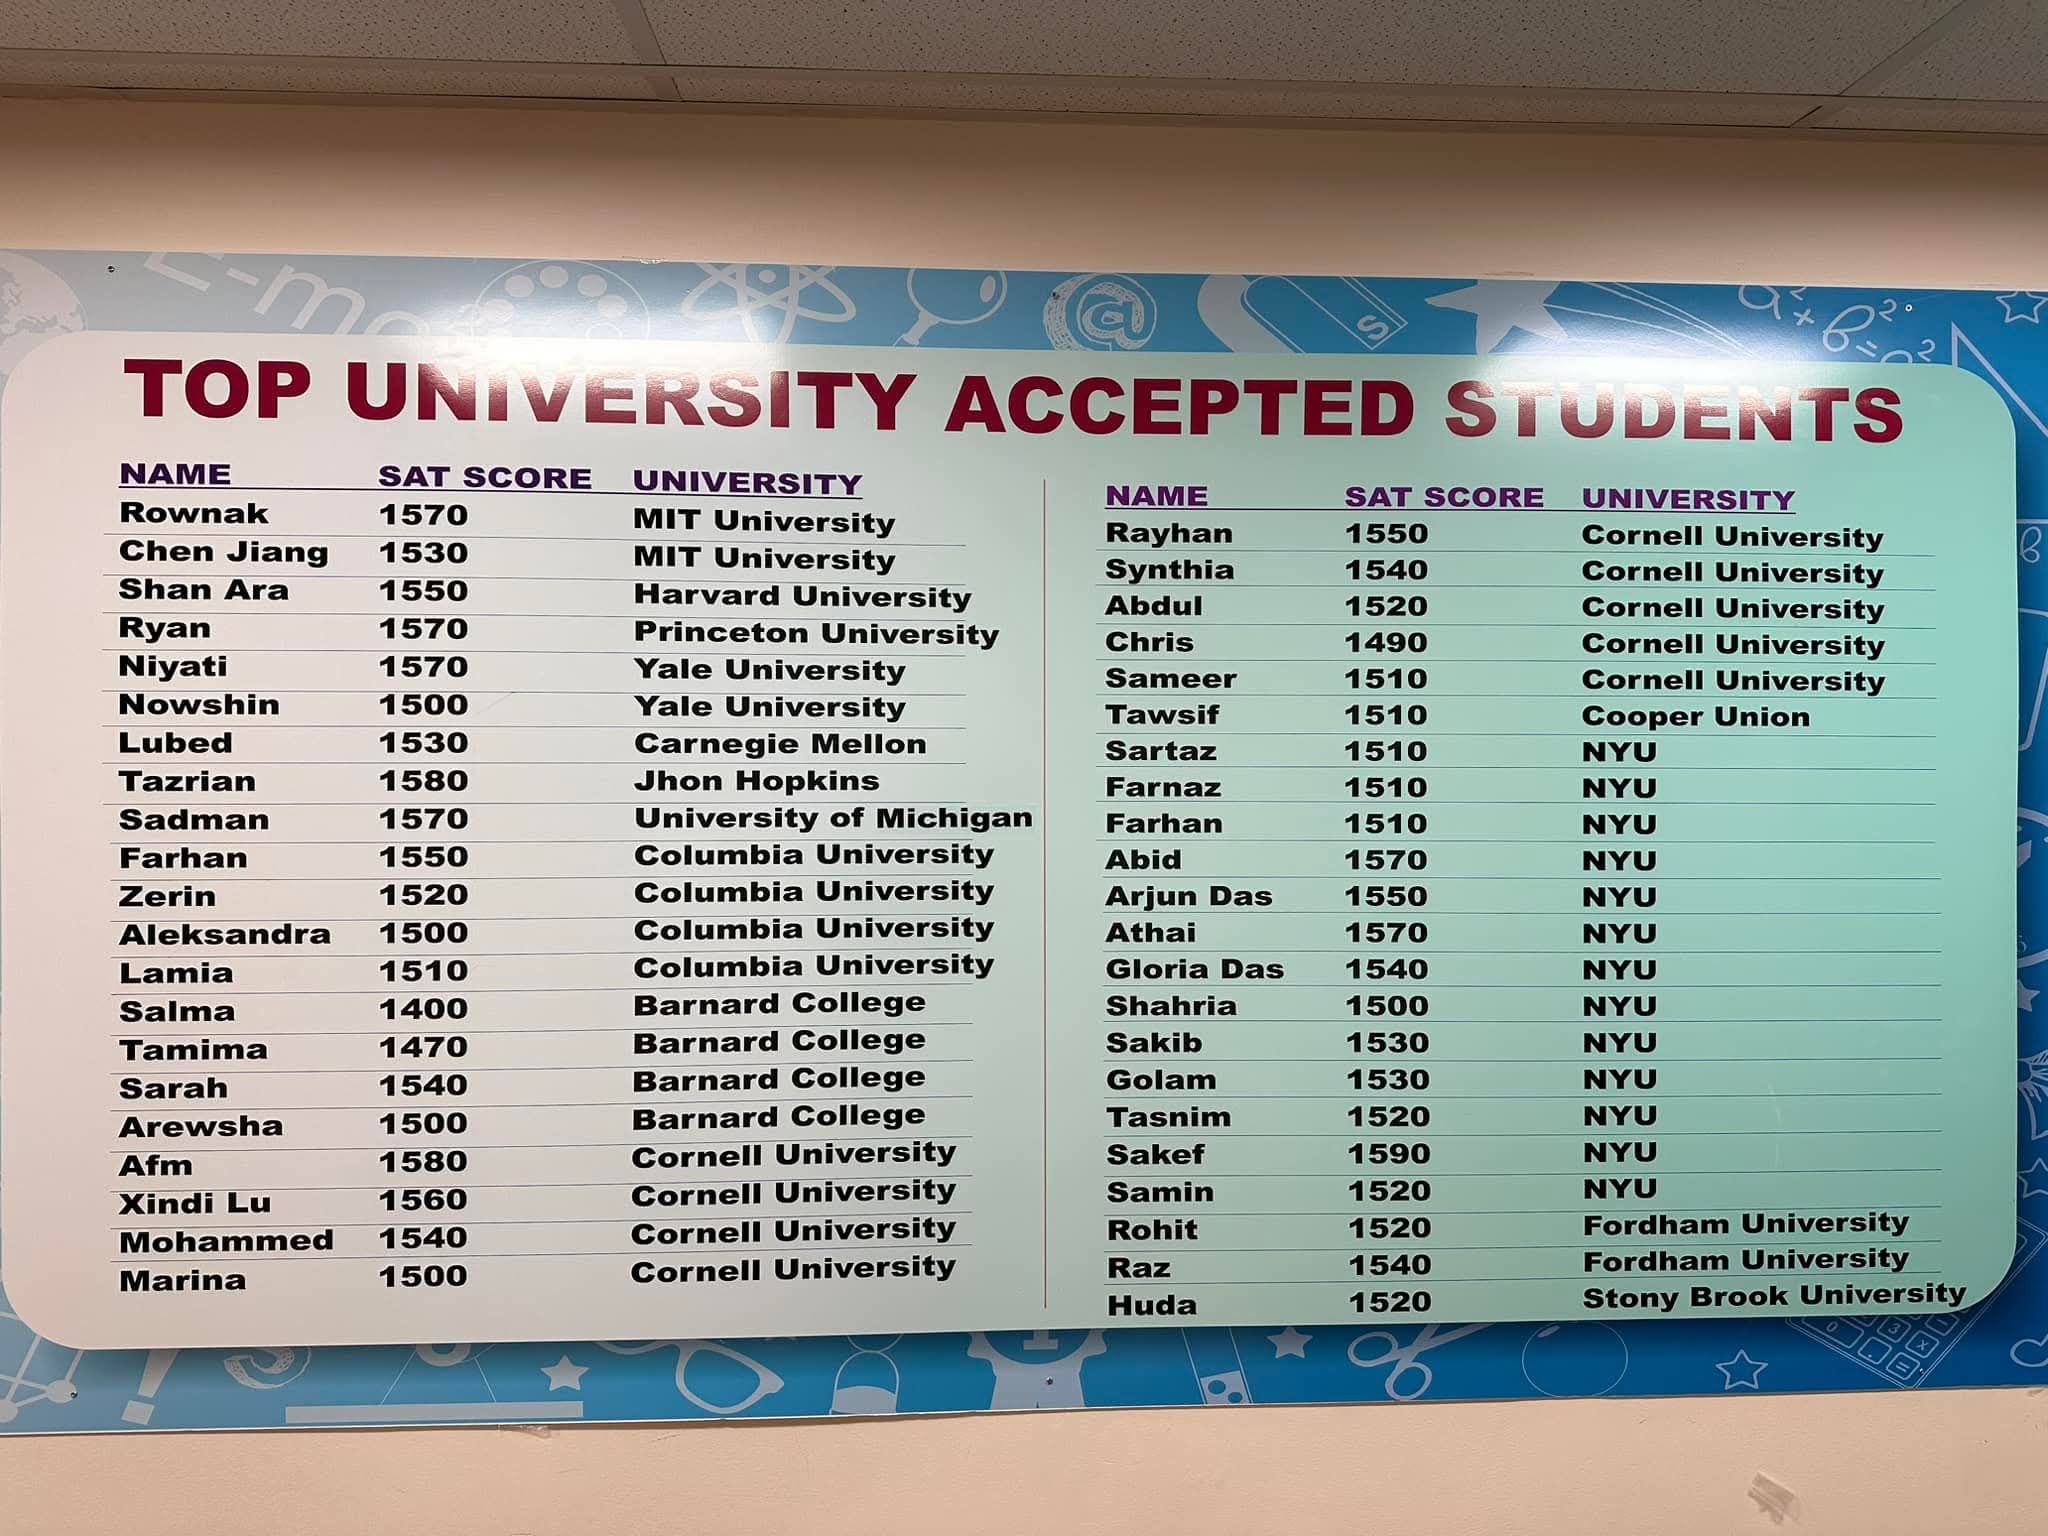 E-m
@
S
a² + b² = c²
TOP UNIVERSITY ACCEPTED STUDENTS
NAME SAT SCORE UNIVERSITY
Rownak 1570 MIT University
Chen Jiang 1530 MIT University
Shan Ara 1550 Harvard University
Ryan 1570 Princeton University
Niyati 1570 Yale University
Nowshin 1500 Yale University
Lubed 1530 Carnegie Mellon
Tazrian 1580 Jhon Hopkins
Sadman 1570 University of Michigan
Farhan 1550 Columbia University
Zerin 1520 Columbia University
Aleksandra 1500 Columbia University
Lamia 1510 Columbia University
Salma 1400 Barnard College
Tamima 1470 Barnard College
Sarah 1540 Barnard College
Arewsha 1500 Barnard College
Afm 1580 Cornell University
Xindi Lu 1560 Cornell University
Mohammed 1540 Cornell University
Marina 1500 Cornell University
NAME SAT SCORE UNIVERSITY
Rayhan 1550 Cornell University
Synthia 1540 Cornell University
Abdul 1520 Cornell University
Chris 1490 Cornell University
Sameer 1510 Cornell University
Tawsif 1510 Cooper Union
Sartaz 1510 NYU
Farnaz 1510 NYU
Farhan 1510 NYU
Abid 1570 NYU
Arjun Das 1550 NYU
Athai 1570 NYU
Gloria Das 1540 NYU
Shahria 1500 NYU
Sakib 1530 NYU
Golam 1530 NYU
Tasnim 1520 NYU
Sakef 1590 NYU
Samin 1520 NYU
Rohit 1520 Fordham University
Raz 1540 Fordham University
Huda 1520 Stony Brook University